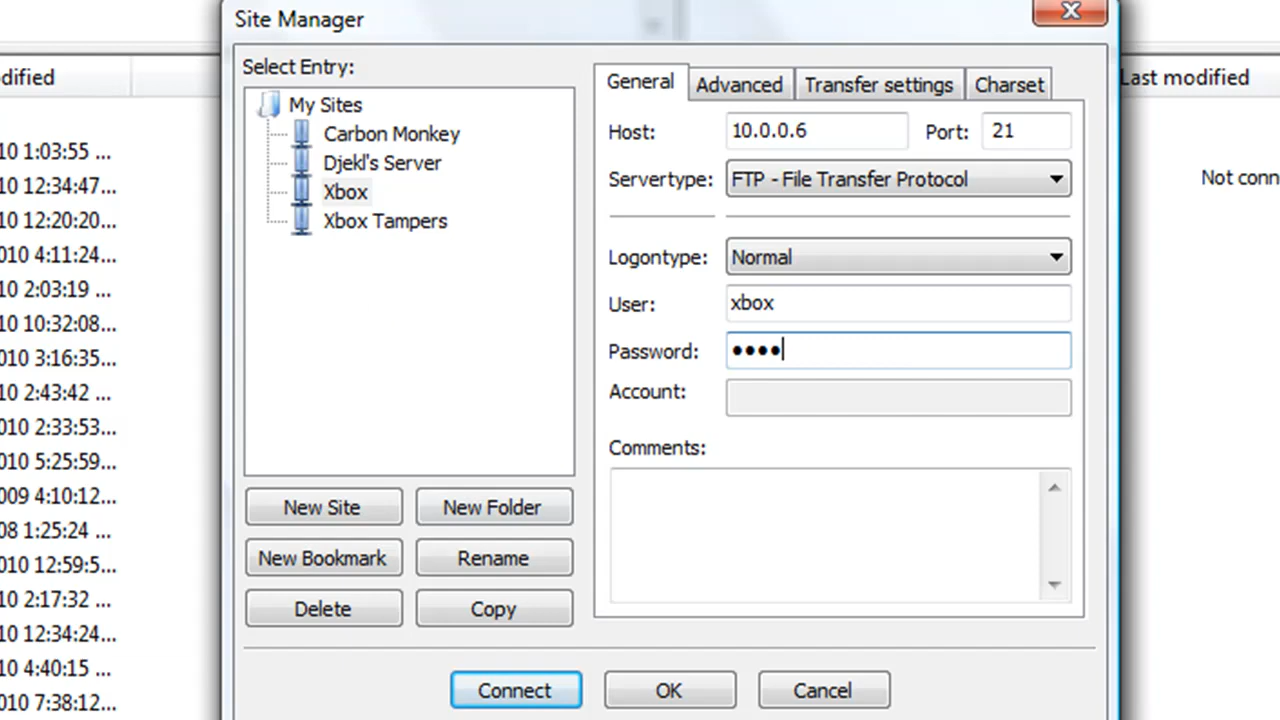 Site Manager
Select Entry:
My Sites
Carbon Monkey
Djekl's Server
Xbox
Xbox Tampers
New Site
New Folder
New Bookmark
Rename
Delete
Copy
General
Advanced
Transfer settings
Charset
Host:
10.0.0.6
Port:
21
Servertype:
FTP - File Transfer Protocol
Logontype:
Normal
User:
xbox
Password:
••••
Account:
Comments:
Connect
OK
Cancel
dified
10 1:03:55 ...
10 12:34:47...
10 12:20:20...
010 4:11:24...
10 2:03:19 ...
10 10:32:08...
010 3:16:35...
10 2:43:42 ...
010 2:33:53...
010 5:25:59...
009 4:10:12...
08 1:25:24 ...
10 12:59:5...
10 2:17:32 ...
10 12:34:24...
10 4:40:15 ...
010 7:38:12...
Last modified
Not conn